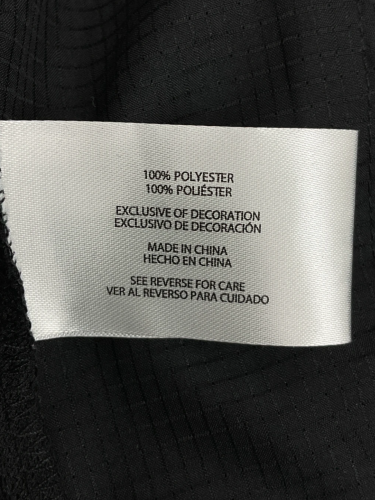 100% POLYESTER
100% POLIÉSTER
EXCLUSIVE OF DECORATION
EXCLUSIVO DE DECORACIÓN
MADE IN CHINA
HECHO EN CHINA
SEE REVERSE FOR CARE
VER AL REVERSO PARA CUIDADO